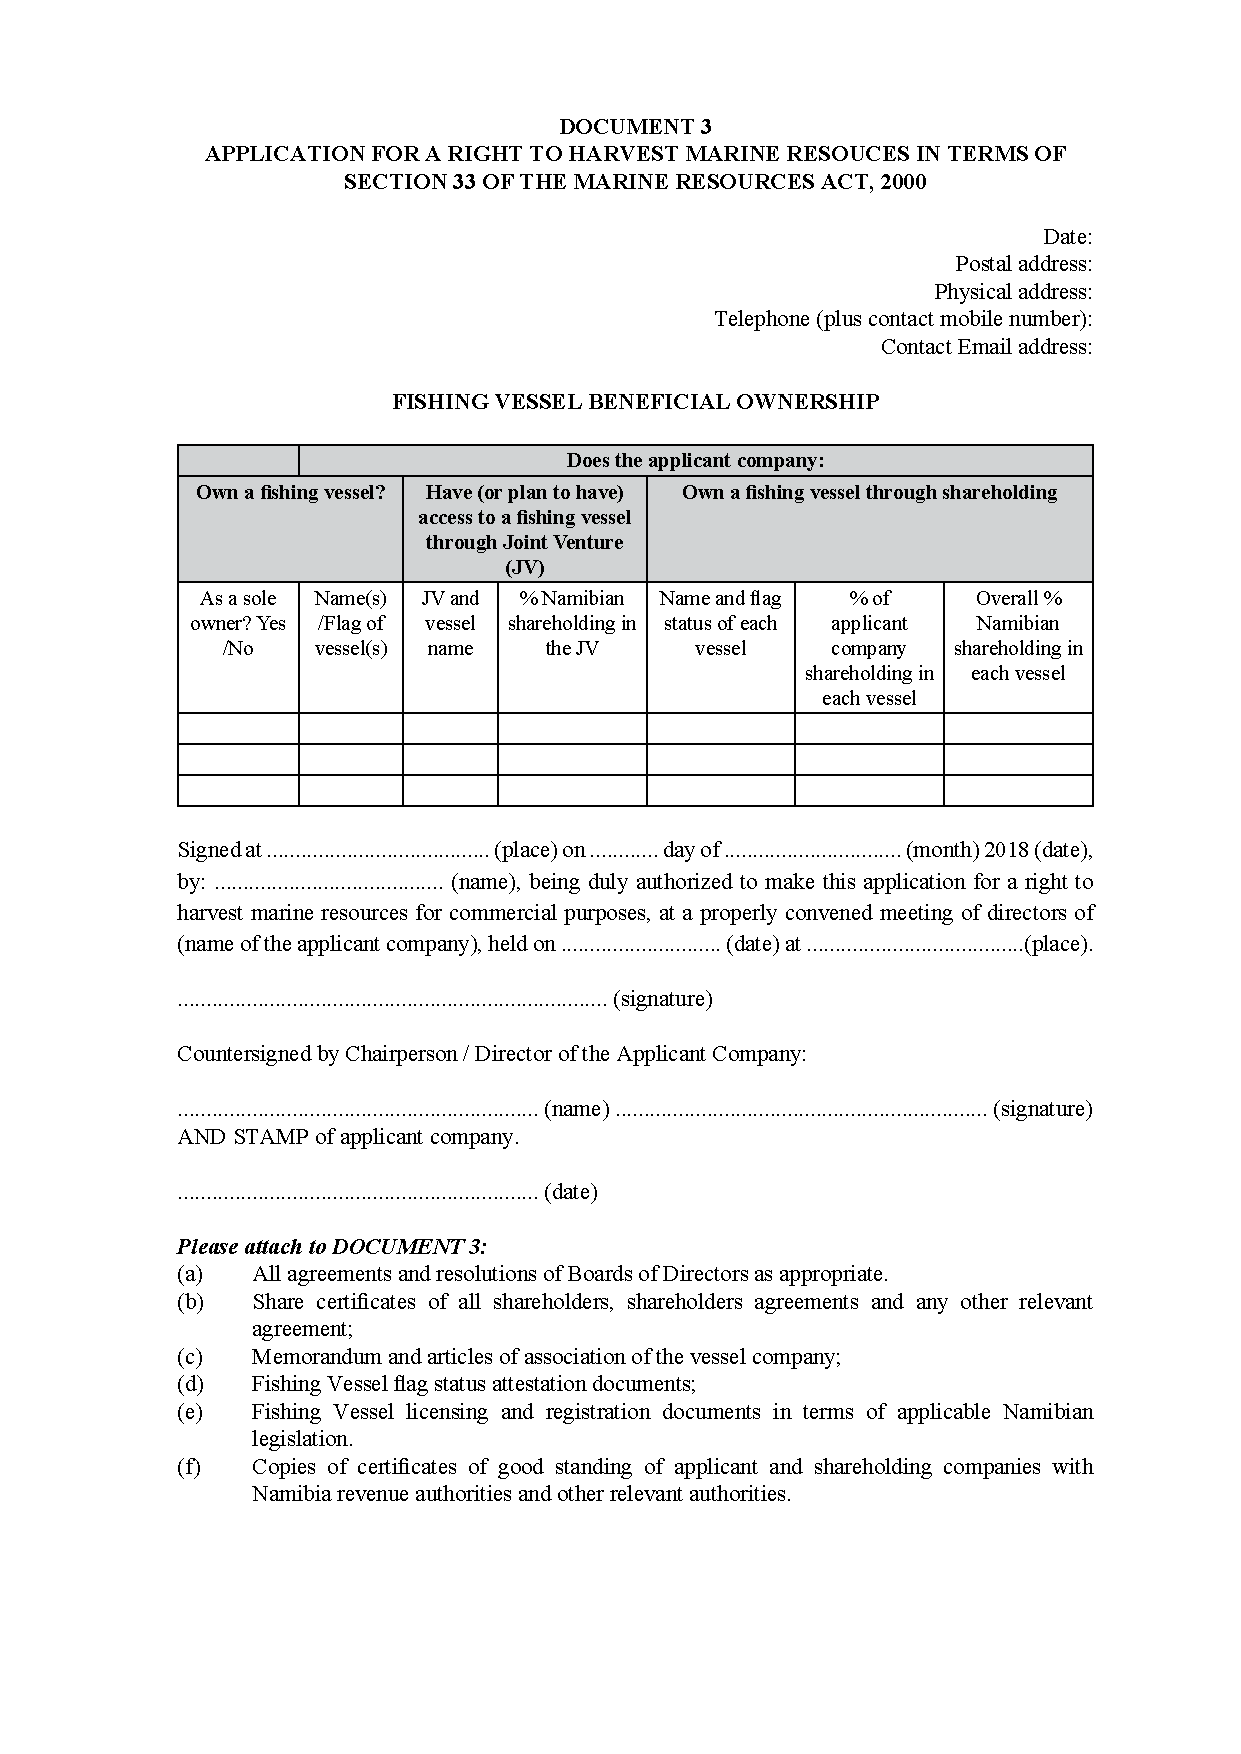 DOCUMENT 3
APPLICATION FOR A RIGHT TO HARVEST MARINE RESOUCES IN TERMS OF
SECTION 33 OF THE MARINE RESOURCES ACT, 2000
Date:
Postal address:
Physical address:
Telephone (plus contact mobile number):
Contact Email address:
FISHING VESSEL BENEFICIAL OWNERSHIP
Does the applicant company:
Own a fishing vessel?
Have (or plan to have)
access to a fishing vessel
through Joint Venture
(JV)
Own a fishing vessel through shareholding
As a sole
owner? Yes
/No
Name(s)
/Flag of
vessel(s)
JV and
vessel
name
% Namibian
shareholding in
the JV
Name and flag
status of each
vessel
% of
applicant
company
shareholding in
each vessel
Overall %
Namibian
shareholding in
each vessel
Signed at ....................................... (place) on ............ day of ............................... (month) 2018 (date),
by: ........................................ (name), being duly authorized to make this application for a right to
harvest marine resources for commercial purposes, at a properly convened meeting of directors of
(name of the applicant company), held on ............................ (date) at ......................................(place).
........................................................................... (signature)
Countersigned by Chairperson / Director of the Applicant Company:
............................................................... (name) ................................................................. (signature)
AND STAMP of applicant company.
............................................................... (date)
Please attach to DOCUMENT 3:
(a) All agreements and resolutions of Boards of Directors as appropriate.
(b) Share certificates of all shareholders, shareholders agreements and any other relevant
agreement;
(c) Memorandum and articles of association of the vessel company;
(d) Fishing Vessel flag status attestation documents;
(e) Fishing Vessel licensing and registration documents in terms of applicable Namibian
legislation.
(f) Copies of certificates of good standing of applicant and shareholding companies with
Namibia revenue authorities and other relevant authorities.